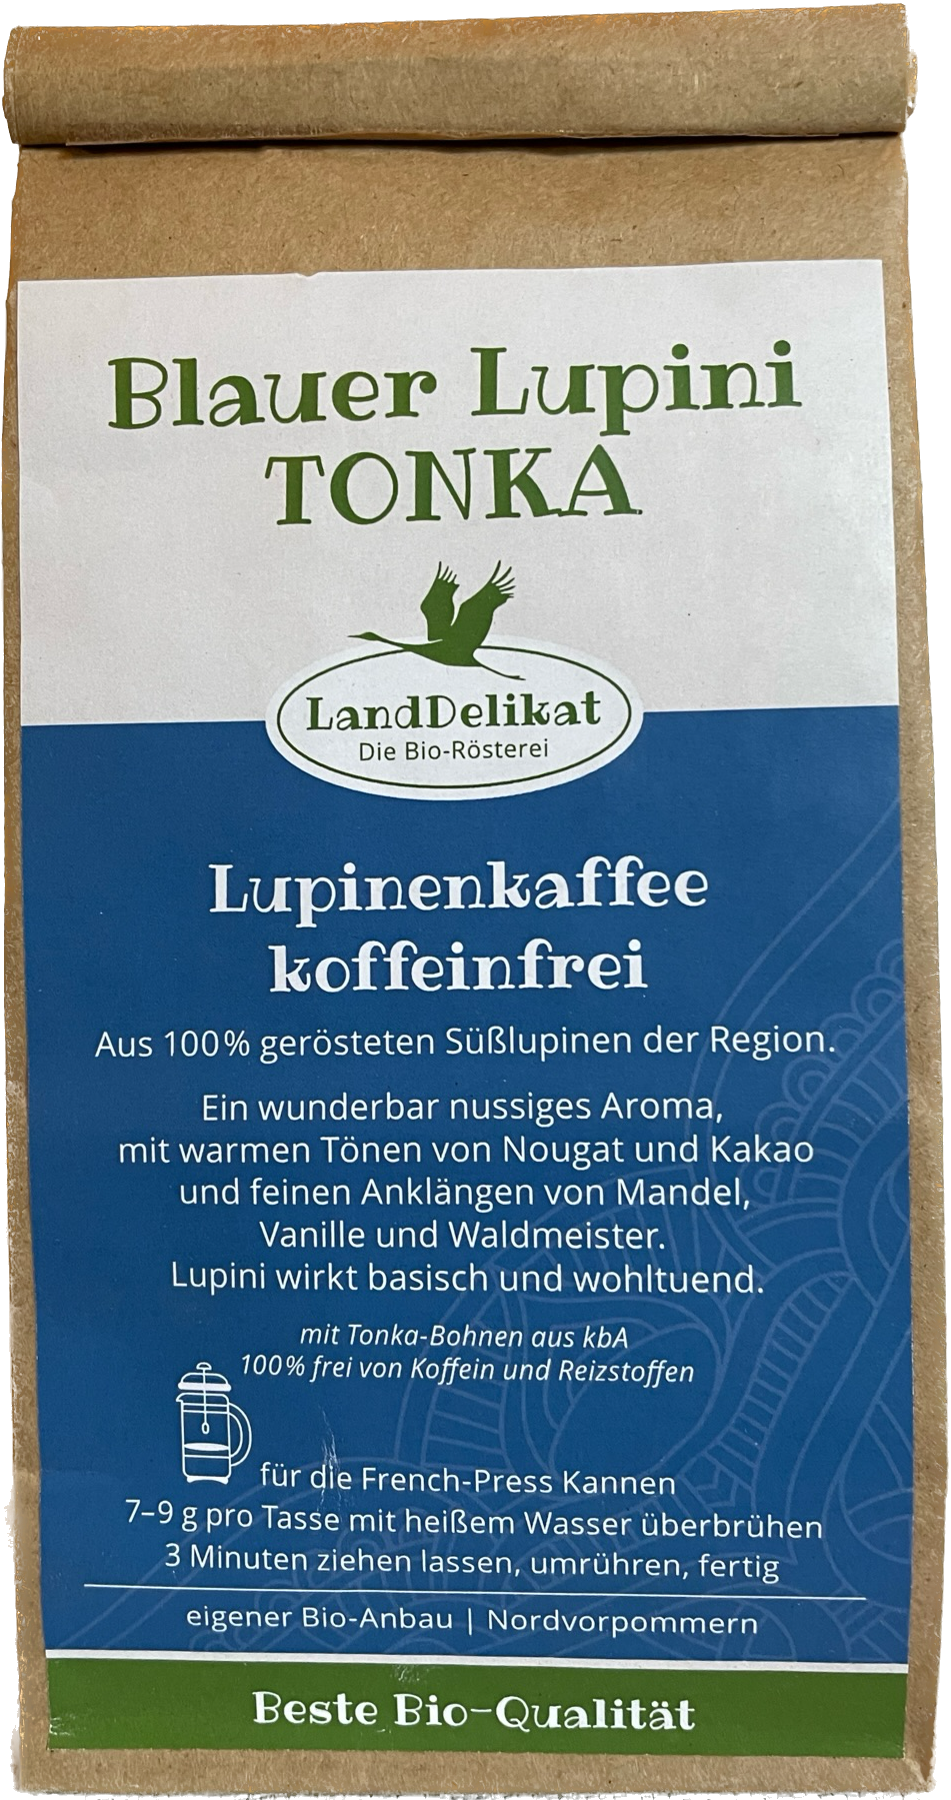 Blauer Lupini
TONKA
LandDelikat
Die Bio-Rösterei
Lupinenkaffee
koffeinfrei
Aus 100% gerösteten Süßlupinen der Region.
Ein wunderbar nussiges Aroma,
mit warmen Tönen von Nougat und Kakao
und feinen Anklängen von Mandel,
Vanille und Waldmeister.
Lupini wirkt basisch und wohltuend.
mit Tonka-Bohnen aus kbA
100% frei von Koffein und Reizstoffen
für die French-Press Kannen
7–9 g pro Tasse mit heißem Wasser überbrühen
3 Minuten ziehen lassen, umrühren, fertig
eigener Bio-Anbau | Nordvorpommern
Beste Bio-Qualität